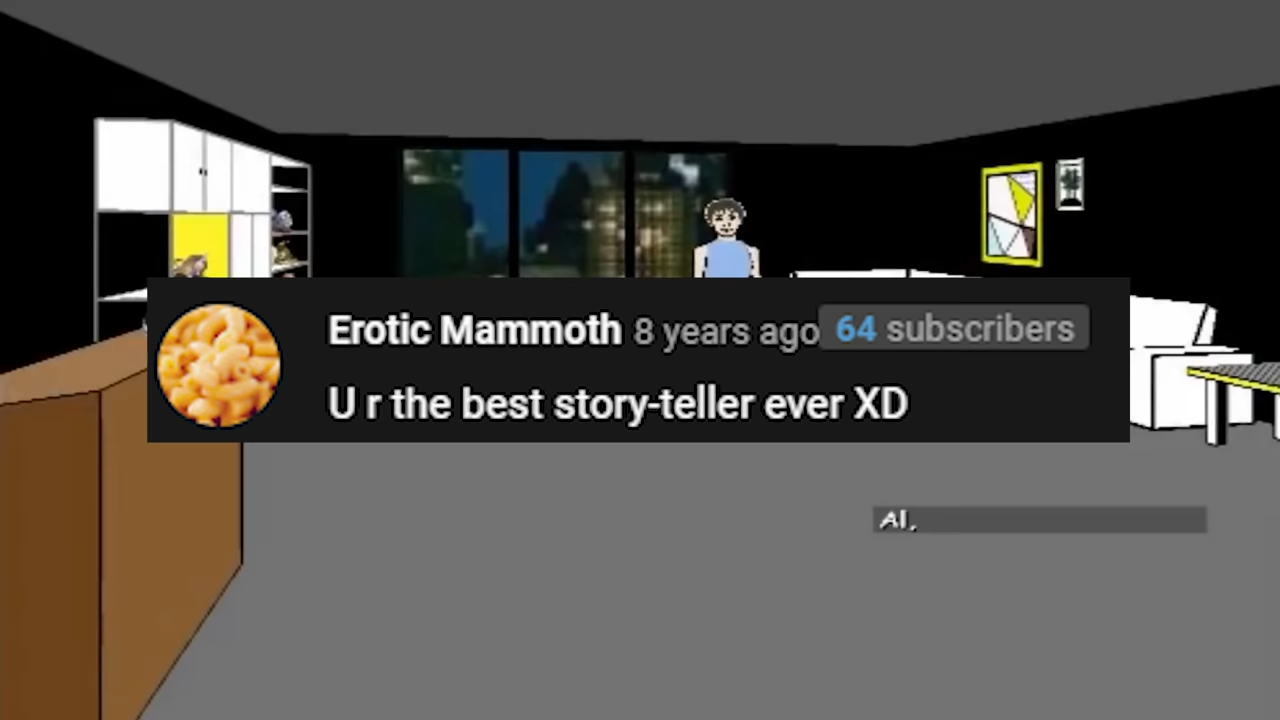 Erotic Mammoth 8 years ago 64 subscribers
U r the best story-teller ever XD
Al,